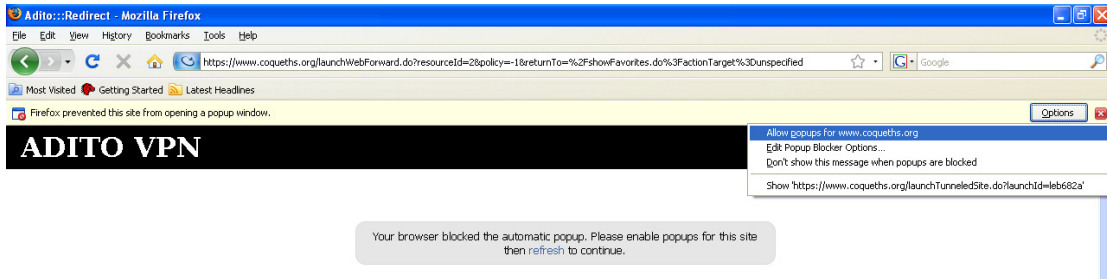 Adito:::Redirect - Mozilla Firefox
File Edit View History Bookmarks Tools Help
https://www.coqueths.org/launchWebForward.do?resourceId=2&policy=-1&returnTo=%2FshowFavorites.do%3FactionTarget%3Dunspecified
G Google
Most Visited Getting Started Latest Headlines
Firefox prevented this site from opening a popup window. Options
ADITO VPN
Allow popups for www.coqueths.org
Edit Popup Blocker Options...
Don't show this message when popups are blocked
Show 'https://www.coqueths.org/launchTunneledSite.do?launchId=leb682a'
Your browser blocked the automatic popup. Please enable popups for this site
then refresh to continue.